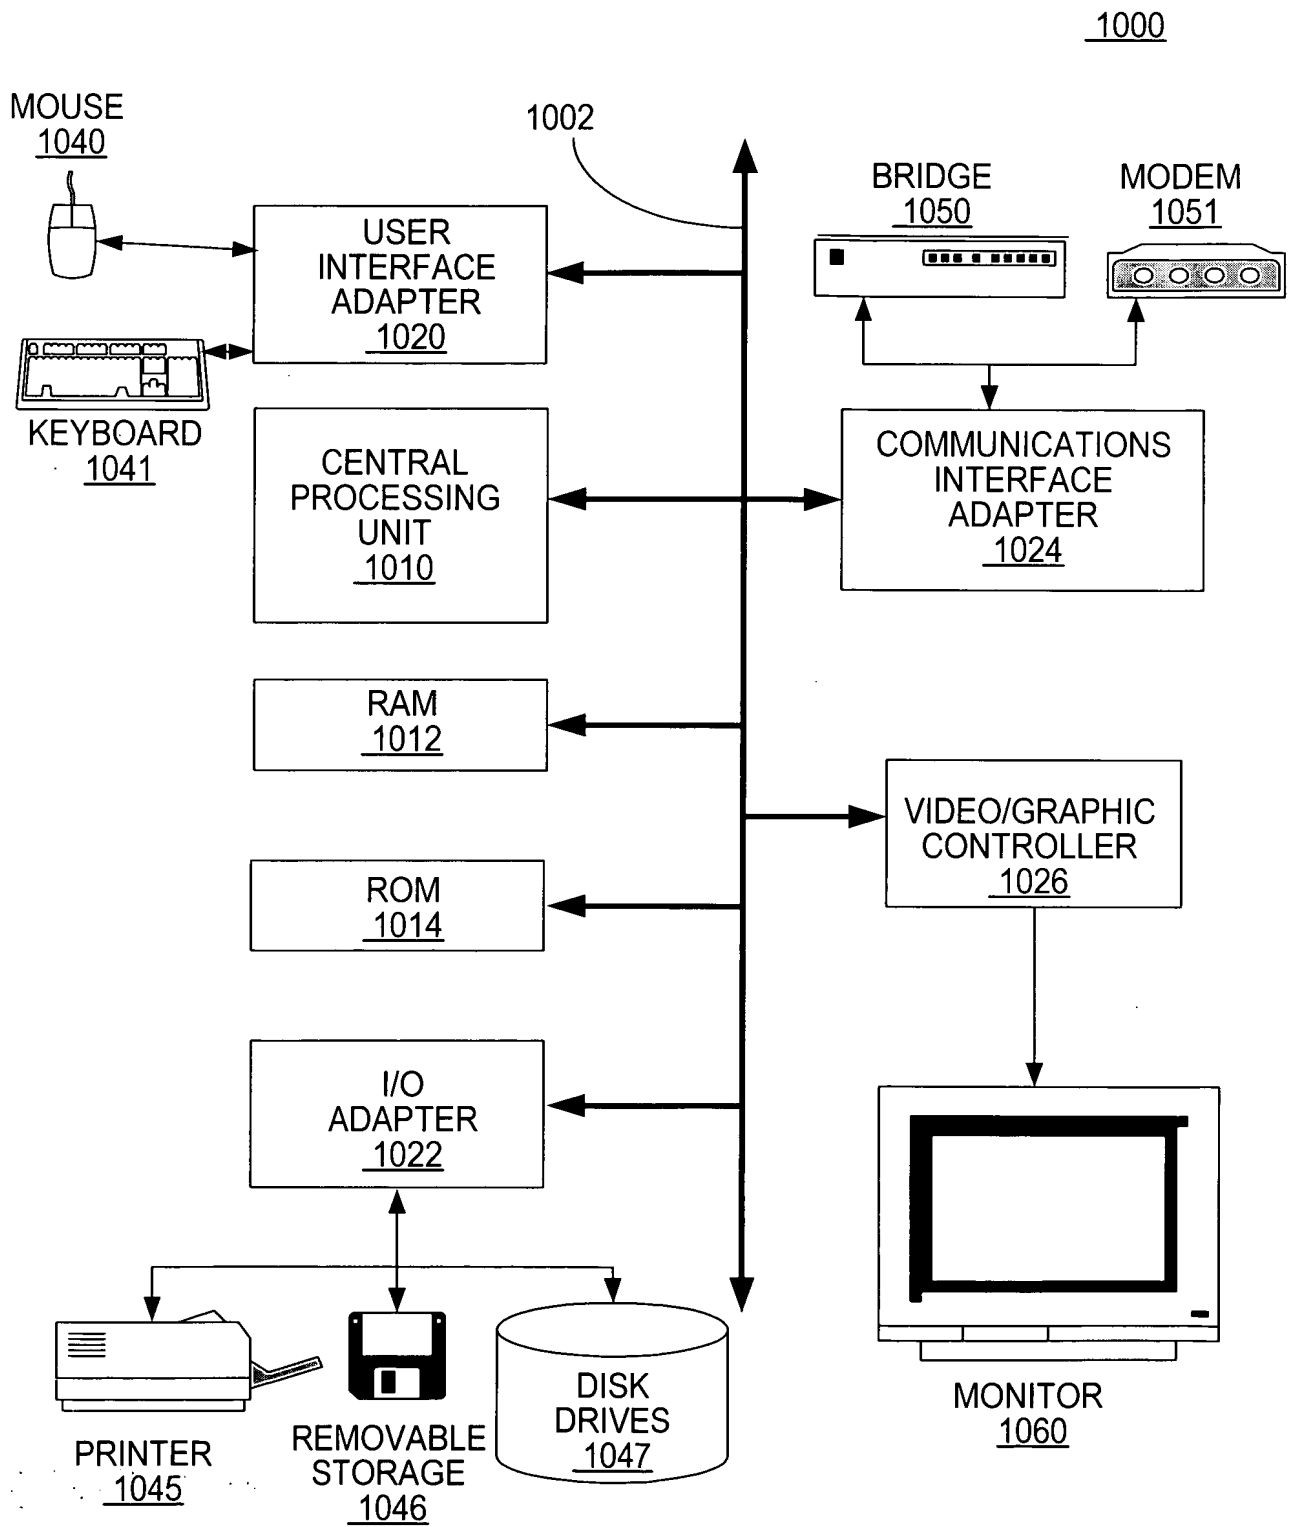 1000
MOUSE
1040
1002
BRIDGE
1050
MODEM
1051
USER
INTERFACE
ADAPTER
1020
KEYBOARD
1041
CENTRAL
PROCESSING
UNIT
1010
COMMUNICATIONS
INTERFACE
ADAPTER
1024
RAM
1012
VIDEO/GRAPHIC
CONTROLLER
1026
ROM
1014
I/O
ADAPTER
1022
PRINTER
1045
REMOVABLE
STORAGE
1046
DISK
DRIVES
1047
MONITOR
1060